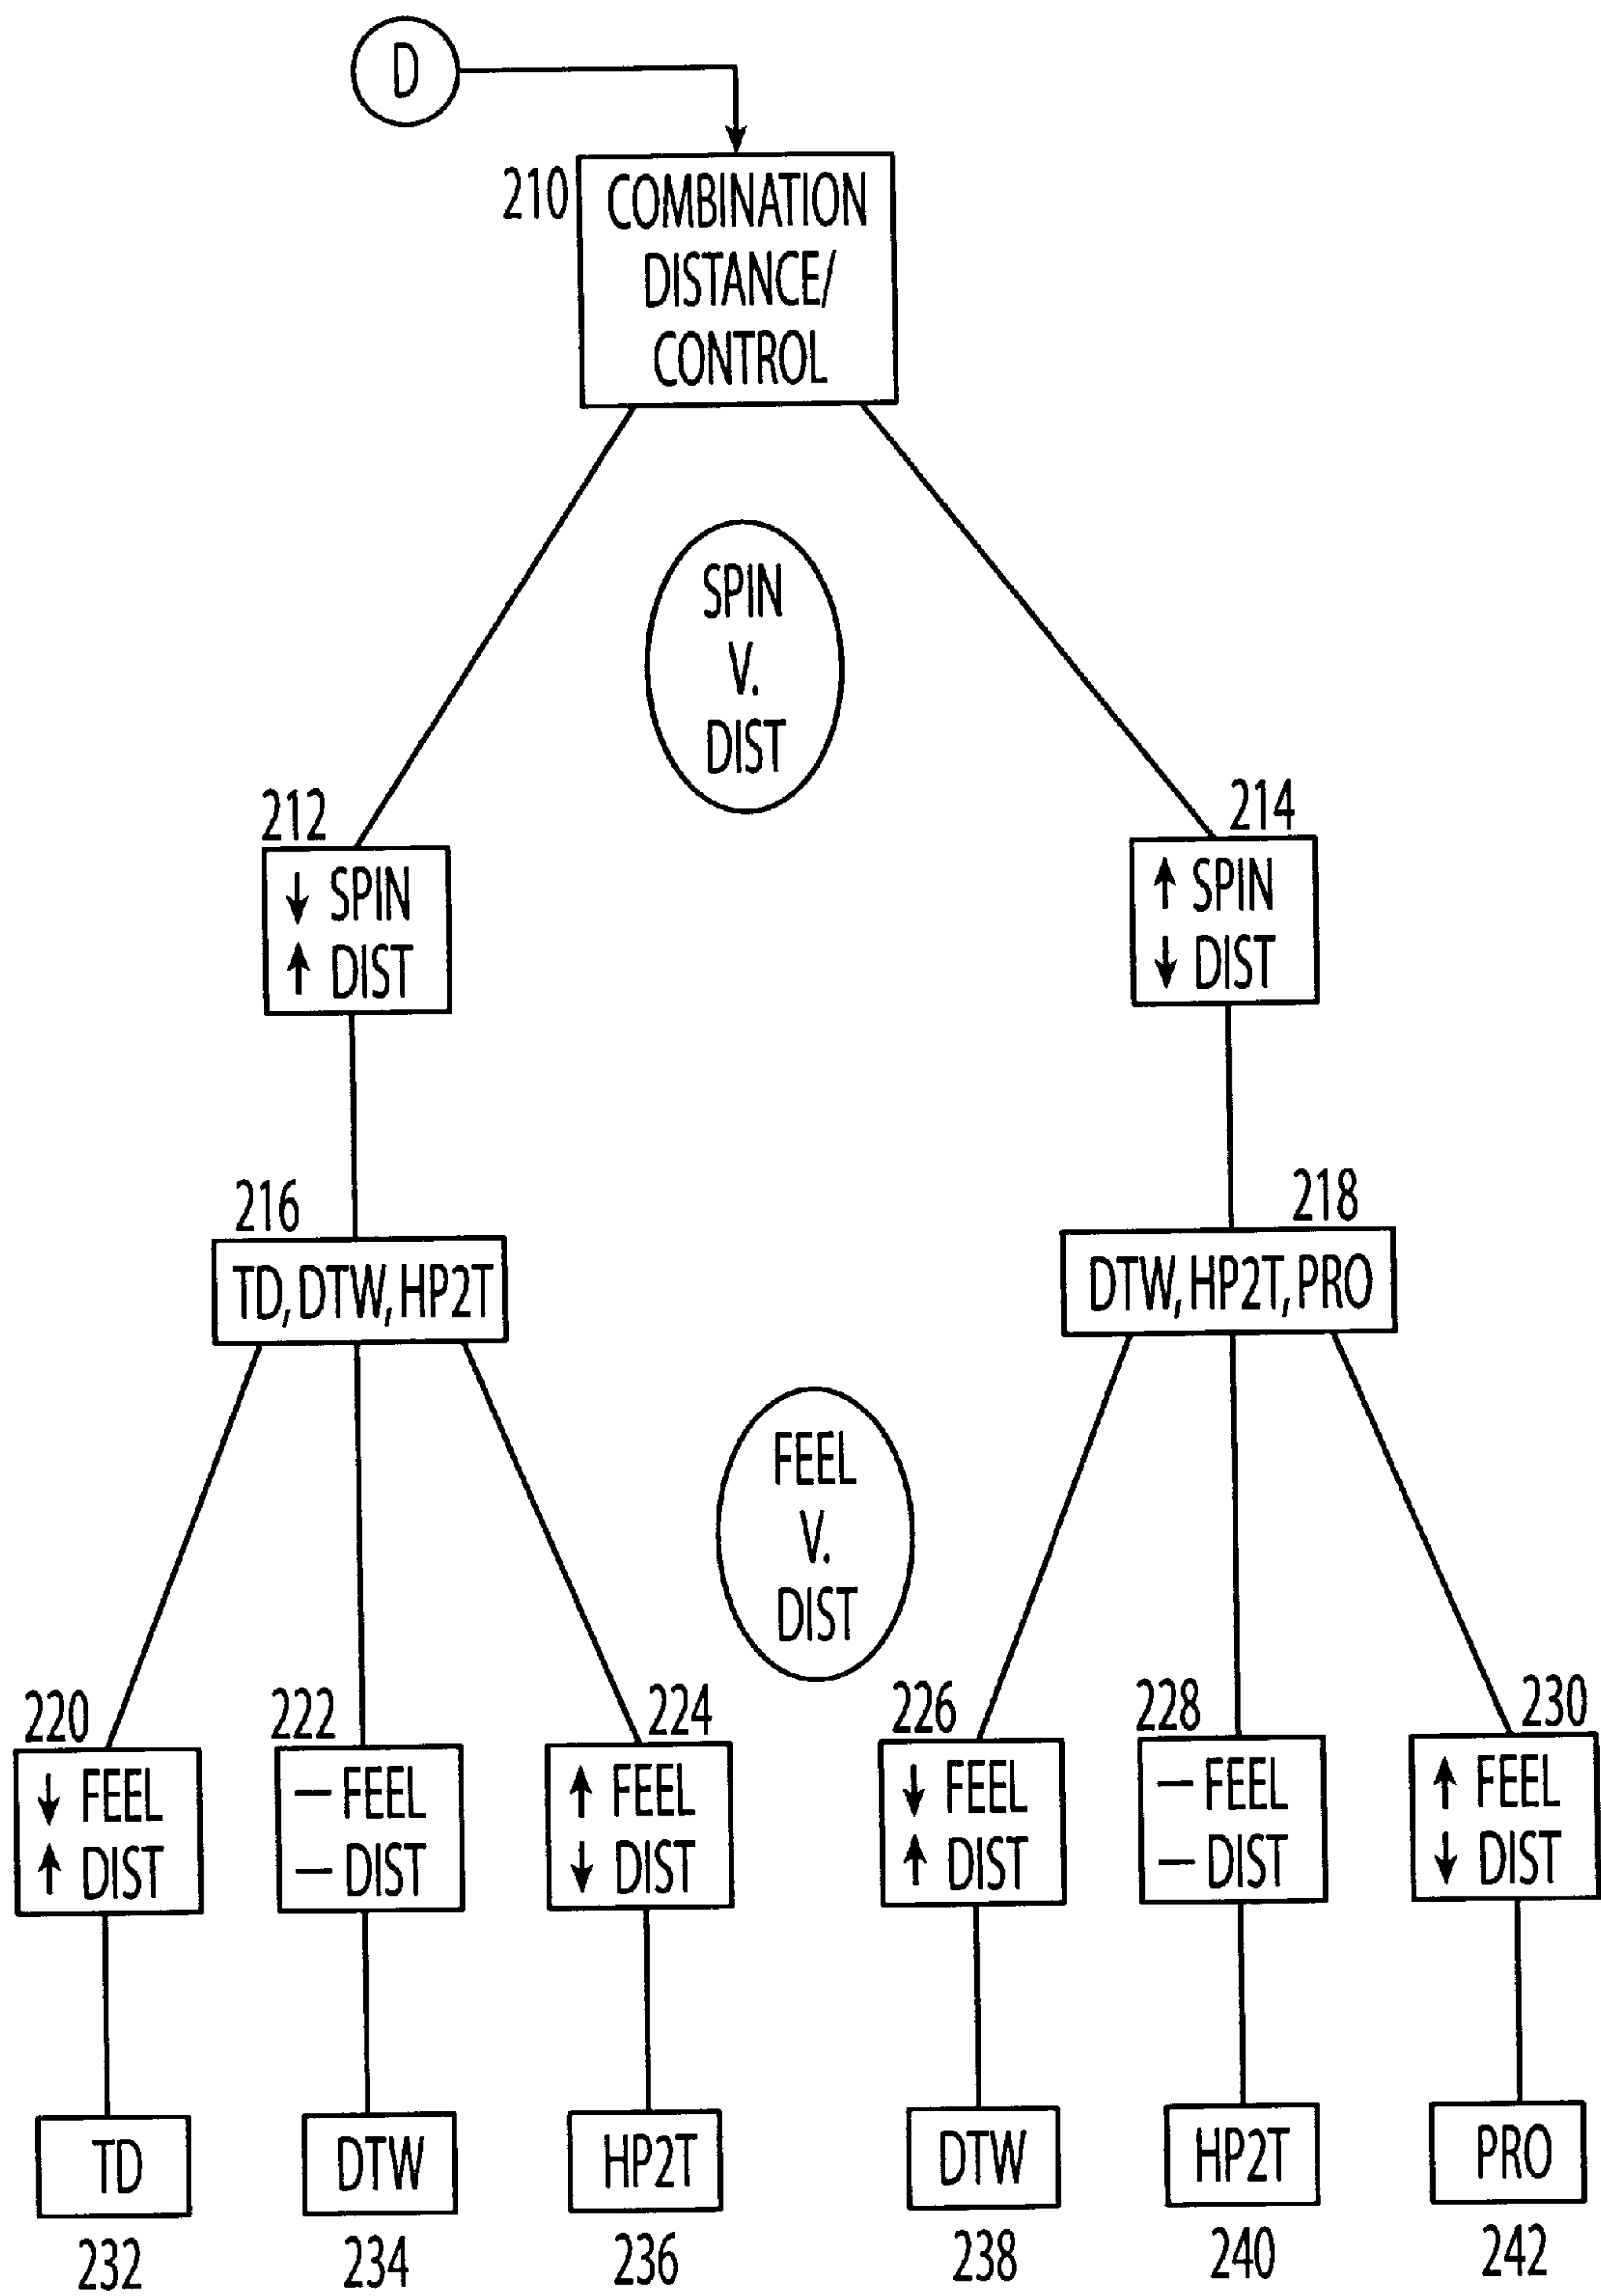 D
210
COMBINATION
DISTANCE/
CONTROL
SPIN
V.
DIST
212
↓ SPIN
↑ DIST
214
↑ SPIN
↓ DIST
216
TD, DTW, HP2T
218
DTW, HP2T, PRO
FEEL
V.
DIST
220
↓ FEEL
↑ DIST
222
– FEEL
– DIST
224
↑ FEEL
↓ DIST
226
↓ FEEL
↑ DIST
228
– FEEL
– DIST
230
↑ FEEL
↓ DIST
TD
232
DTW
234
HP2T
236
DTW
238
HP2T
240
PRO
242